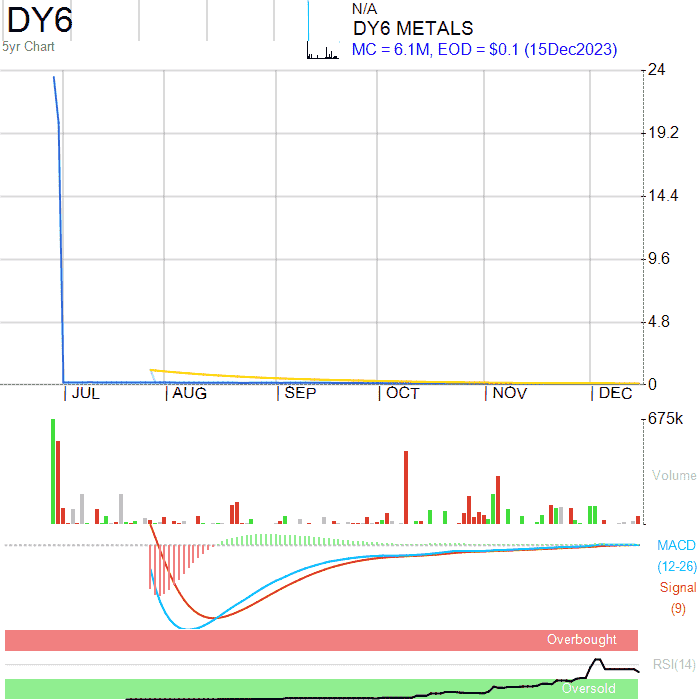 DY6
5yr Chart
N/A
DY6 METALS
MC = 6.1M, EOD = $0.1 (15Dec2023)
24
19.2
14.4
9.6
4.8
0
JUL AUG SEP OCT NOV DEC
675k
Volume
MACD
(12-26)
Signal
(9)
Overbought
RSI(14)
Oversold